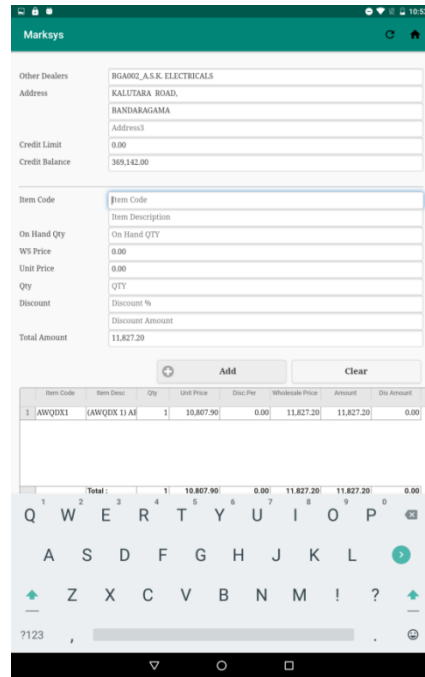 10:5
Marksys
Other Dealers BGA002_A.S.K. ELECTRICALS
Address KALUTARA ROAD,
BANDARAGAMA
Address3
Credit Limit 0.00
Credit Balance 369,142.00
Item Code Item Code
Item Description
On Hand Qty On Hand QTY
WS Price 0.00
Unit Price 0.00
Qty QTY
Discount Discount %
Discount Amount
Total Amount 11,827.20
Add Clear
Item Code Item Desc Qty Unit Price Disc.Per Wholesale Price Amount Dis Amount
1 AWQDX1 (AWQDX 1) AI 1 10,807.90 0.00 11,827.20 11,827.20 0.00
Total : 1 10,807.90 0.00 11,827.20 11,827.20 0.00
1 2 3 4 5 6 7 8 9 0
Q W E R T Y U I O P
A S D F G H J K L
Z X C V B N M ! ?
?123 , .